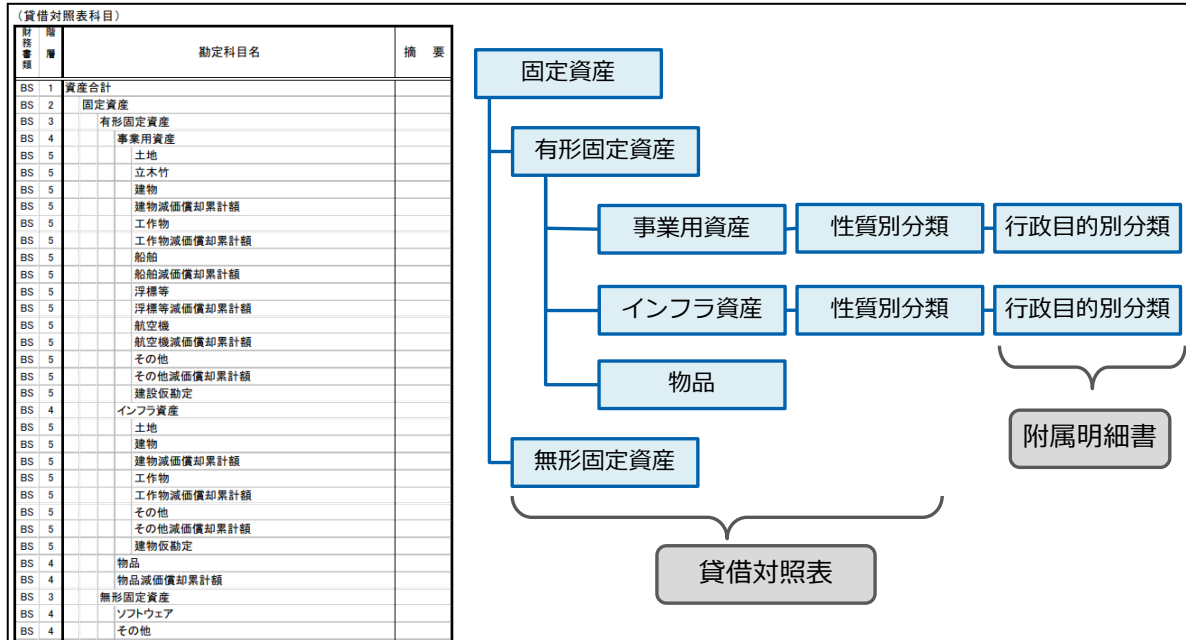 (貸借対照表科目)
財務書類 階層 勘定科目名 摘 要
BS 1 資産合計
BS 2 固定資産
BS 3 有形固定資産
BS 4 事業用資産
BS 5 土地
BS 5 立木竹
BS 5 建物
BS 5 建物減価償却累計額
BS 5 工作物
BS 5 工作物減価償却累計額
BS 5 船舶
BS 5 船舶減価償却累計額
BS 5 浮標等
BS 5 浮標等減価償却累計額
BS 5 航空機
BS 5 航空機減価償却累計額
BS 5 その他
BS 5 その他減価償却累計額
BS 5 建設仮勘定
BS 4 インフラ資産
BS 5 土地
BS 5 建物
BS 5 建物減価償却累計額
BS 5 工作物
BS 5 工作物減価償却累計額
BS 5 その他
BS 5 その他減価償却累計額
BS 5 建物仮勘定
BS 4 物品
BS 4 物品減価償却累計額
BS 3 無形固定資産
BS 4 ソフトウェア
BS 4 その他
固定資産
有形固定資産
事業用資産 性質別分類 行政目的別分類
インフラ資産 性質別分類 行政目的別分類
物品
附属明細書
無形固定資産
貸借対照表